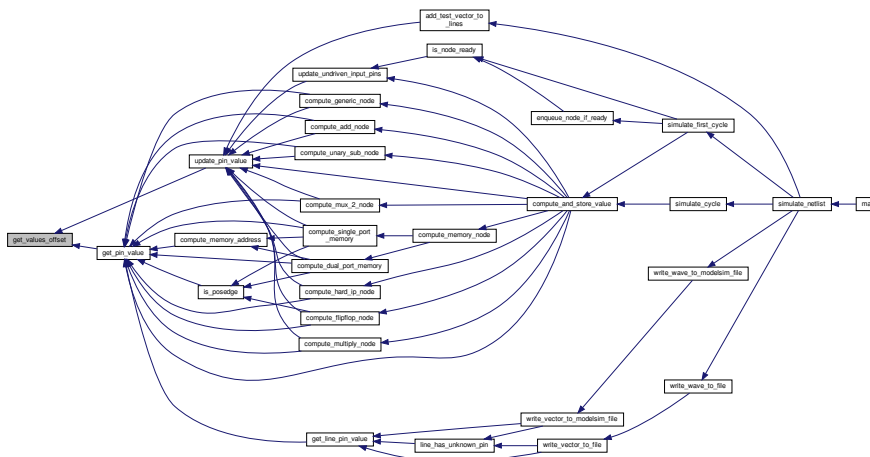 add_test_vector_to
_lines
is_node_ready
update_undriven_input_pins
compute_generic_node
enqueue_node_if_ready
compute_add_node
simulate_first_cycle
compute_unary_sub_node
update_pin_value
compute_mux_2_node
compute_and_store_value
simulate_cycle
simulate_netlist
ma
compute_single_port
_memory
compute_memory_node
get_values_offset
compute_memory_address
get_pin_value
compute_dual_port_memory
write_wave_to_modelsim_file
is_posedge
compute_hard_ip_node
compute_flipflop_node
compute_multiply_node
write_wave_to_file
write_vector_to_modelsim_file
get_line_pin_value
line_has_unknown_pin
write_vector_to_file